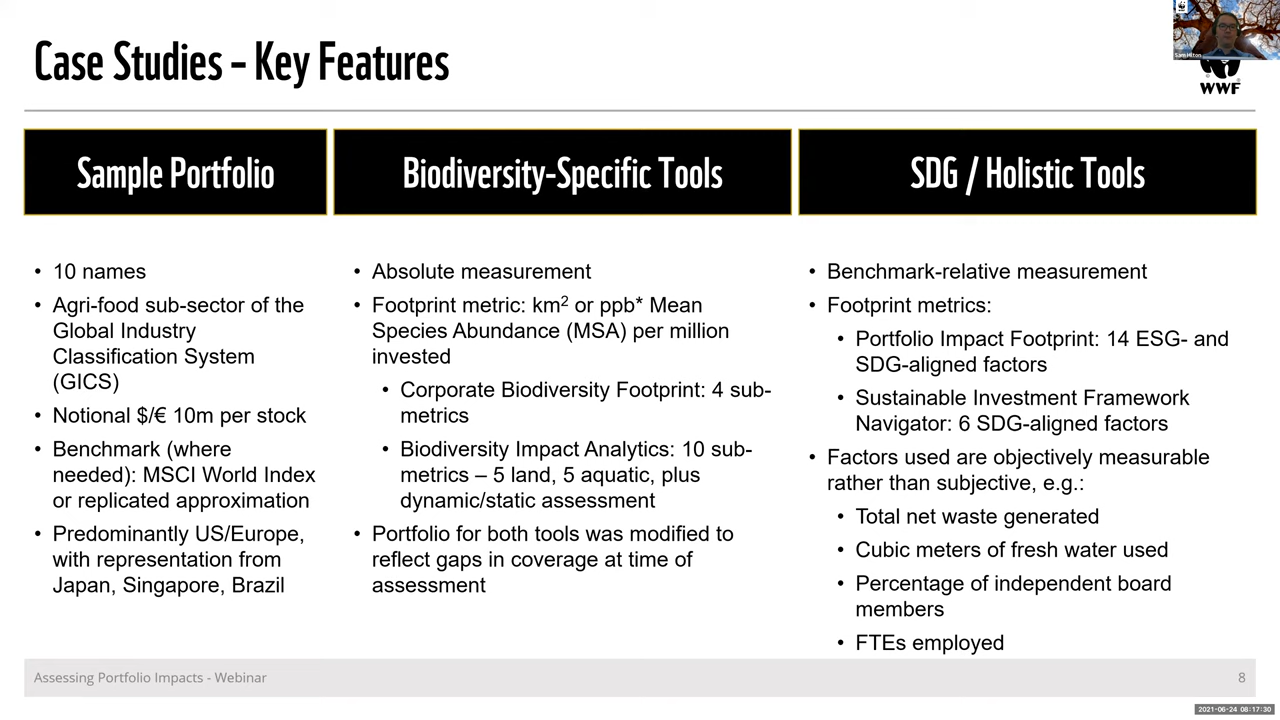 Case Studies – Key Features
Sam Hilton
WWF
Sample Portfolio
• 10 names
• Agri-food sub-sector of the
Global Industry
Classification System
(GICS)
• Notional $/€ 10m per stock
• Benchmark (where
needed): MSCI World Index
or replicated approximation
• Predominantly US/Europe,
with representation from
Japan, Singapore, Brazil
Biodiversity-Specific Tools
• Absolute measurement
• Footprint metric: km² or ppb* Mean
Species Abundance (MSA) per million
invested
• Corporate Biodiversity Footprint: 4 sub-
metrics
• Biodiversity Impact Analytics: 10 sub-
metrics – 5 land, 5 aquatic, plus
dynamic/static assessment
• Portfolio for both tools was modified to
reflect gaps in coverage at time of
assessment
SDG / Holistic Tools
• Benchmark-relative measurement
• Footprint metrics:
• Portfolio Impact Footprint: 14 ESG- and
SDG-aligned factors
• Sustainable Investment Framework
Navigator: 6 SDG-aligned factors
• Factors used are objectively measurable
rather than subjective, e.g.:
• Total net waste generated
• Cubic meters of fresh water used
• Percentage of independent board
members
• FTEs employed
Assessing Portfolio Impacts - Webinar
8
2021-06-24 08:17:30